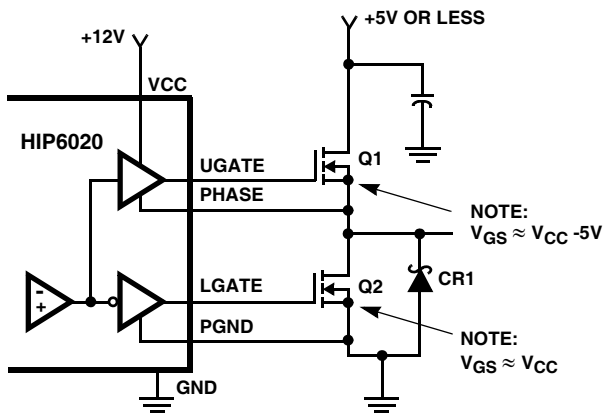 +5V OR LESS
+12V
VCC
HIP6020
UGATE
Q1
PHASE
NOTE:
VGS ≈ VCC -5V
- +
LGATE
Q2
CR1
PGND
NOTE:
VGS ≈ VCC
GND